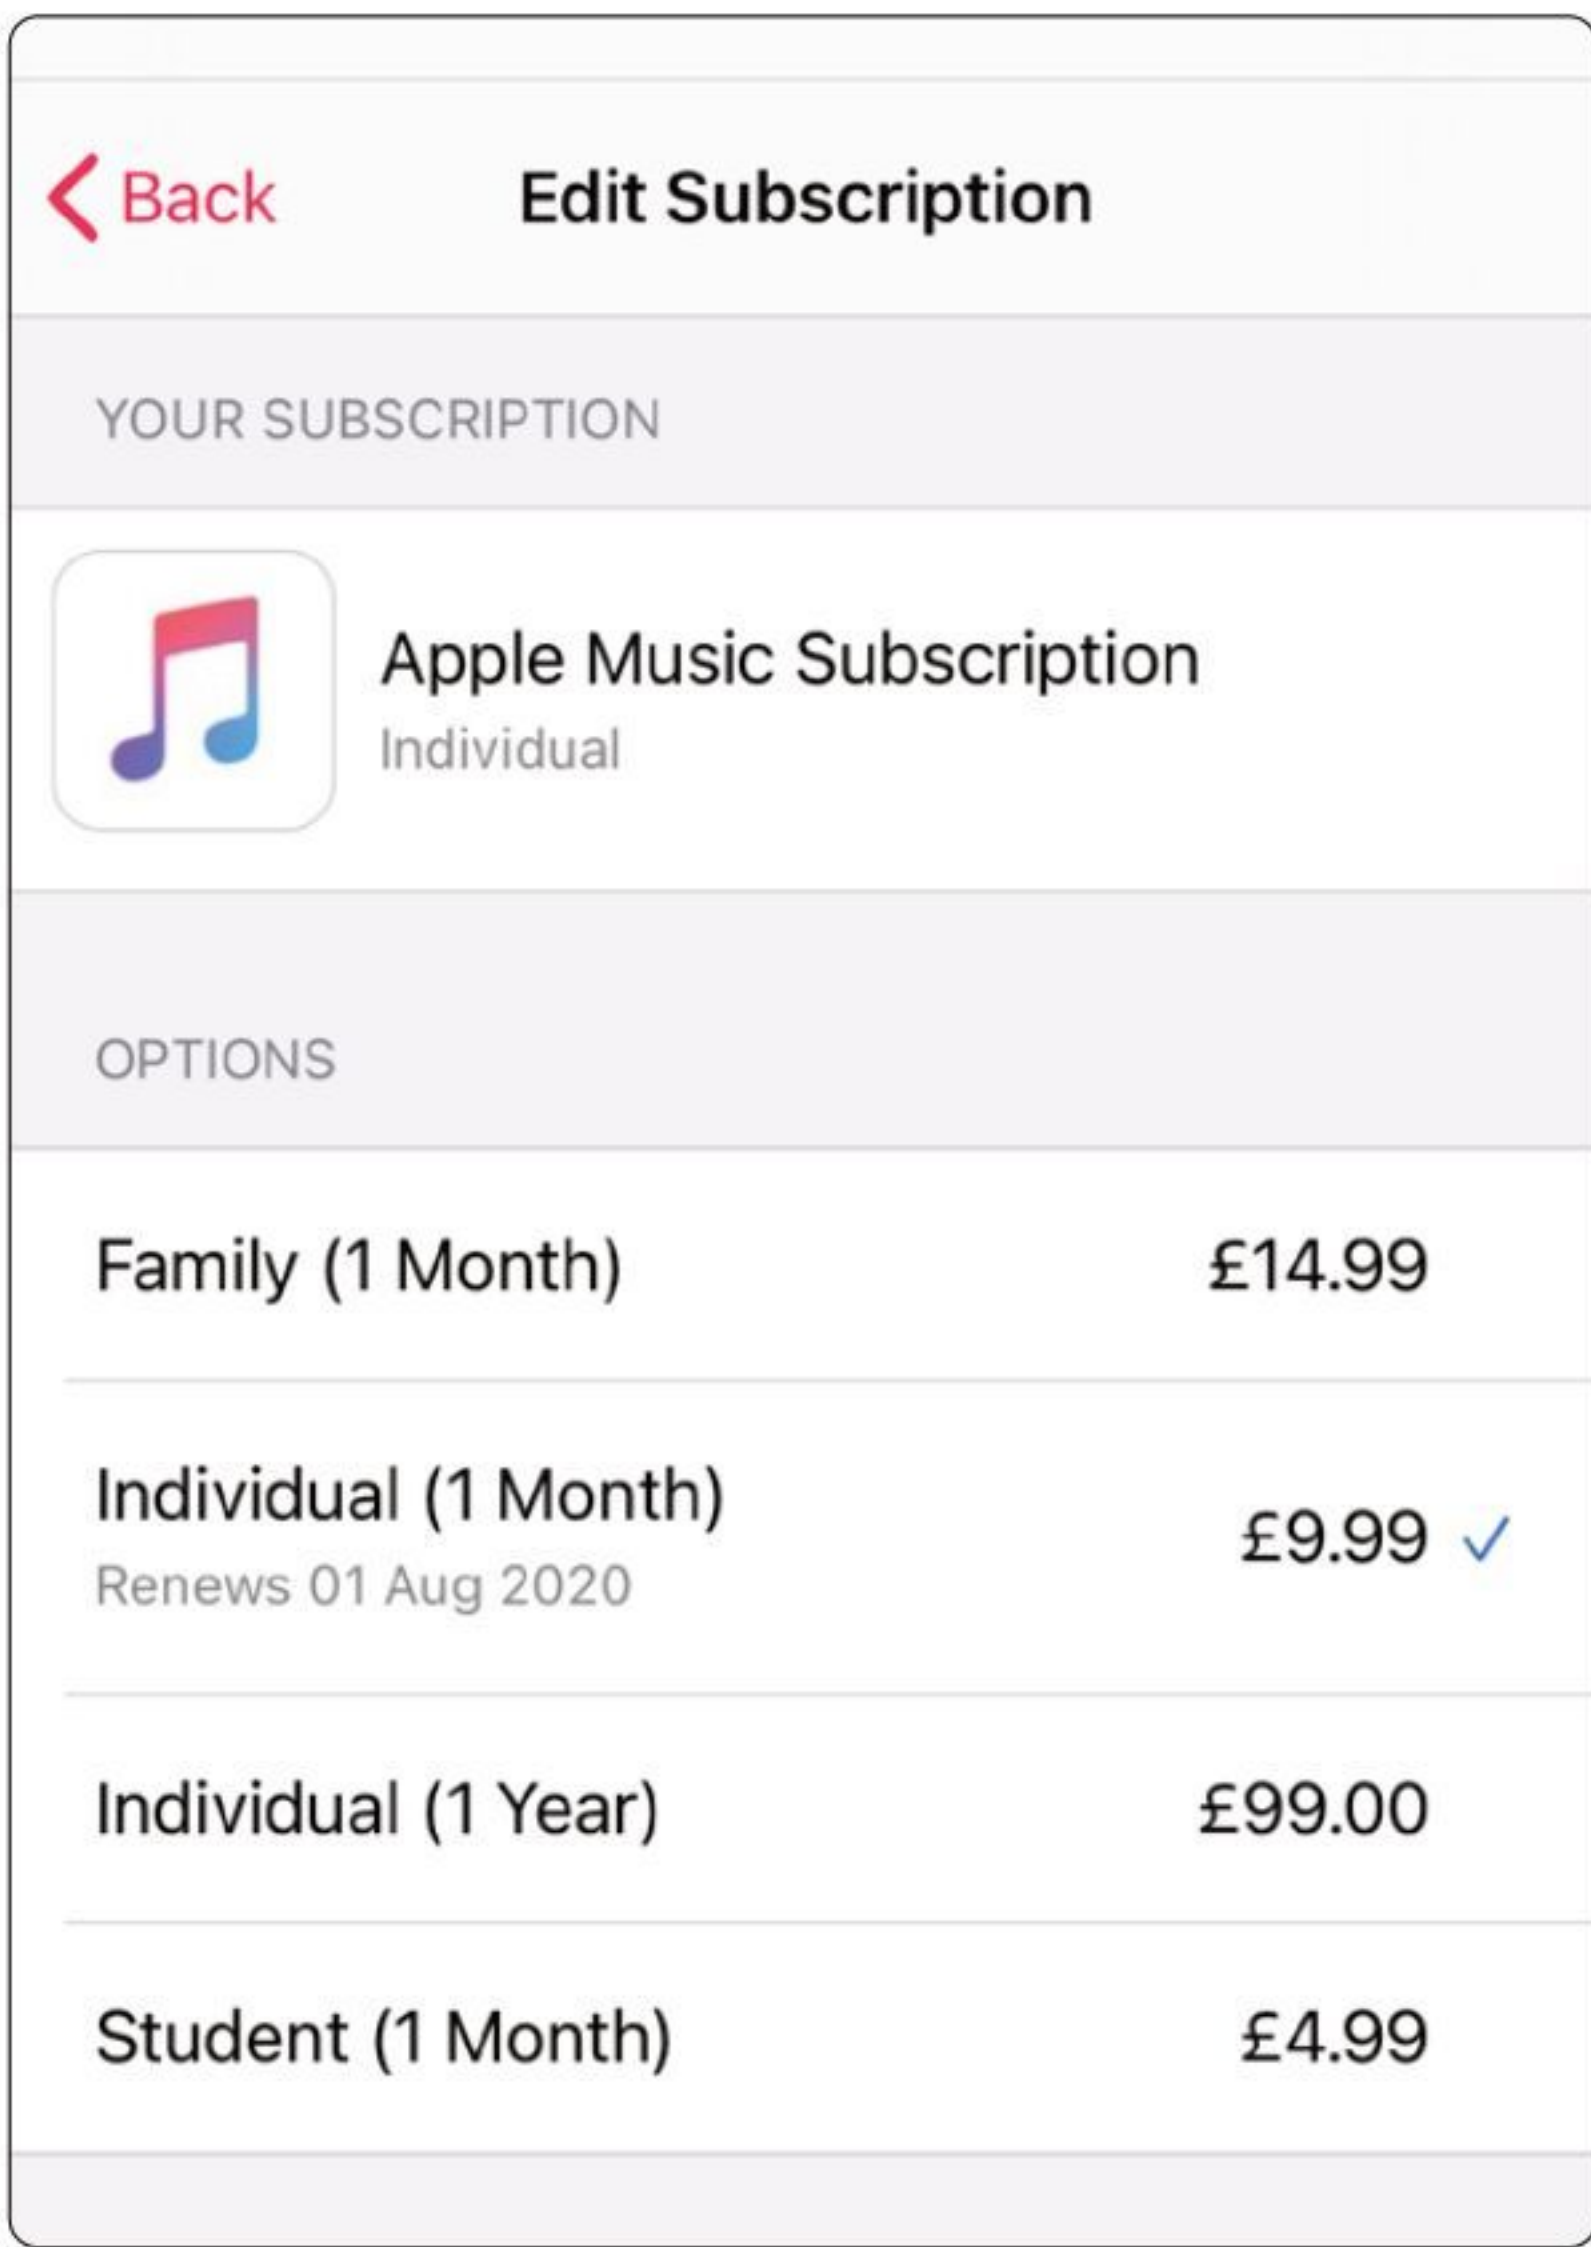 Back
Edit Subscription
YOUR SUBSCRIPTION
Apple Music Subscription
Individual
OPTIONS
Family (1 Month) £14.99
Individual (1 Month) £9.99
Renews 01 Aug 2020
Individual (1 Year) £99.00
Student (1 Month) £4.99